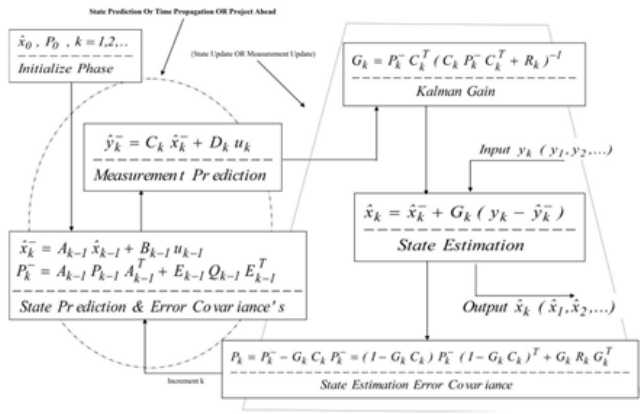 State Prediction Or Time Propagation OR Project Ahead
x̂₀ , P₀ , k = 1,2,..
Initialize Phase
(State Update OR Measurement Update)
G_k = P_k^- C_k^T ( C_k P_k^- C_k^T + R_k )^{-1}
Kalman Gain
ŷ_k^- = C_k x̂_k^- + D_k u_k
Measurement Prediction
Input y_k ( y₁, y₂ ,...)
x̂_k = x̂_k^- + G_k ( y_k − ŷ_k^- )
State Estimation
x̂_k^- = A_{k−1} x̂_{k−1} + B_{k−1} u_{k−1}
P_k^- = A_{k−1} P_{k−1} A_{k−1}^T + E_{k−1} Q_{k−1} E_{k−1}^T
State Prediction & Error Covariance's
Output x̂_k ( x̂₁, x̂₂ ,...)
P_k = P_k^- − G_k C_k P_k^- = (I − G_k C_k ) P_k^- (I − G_k C_k )^T + G_k R_k G_k^T
State Estimation Error Covariance
Increment k